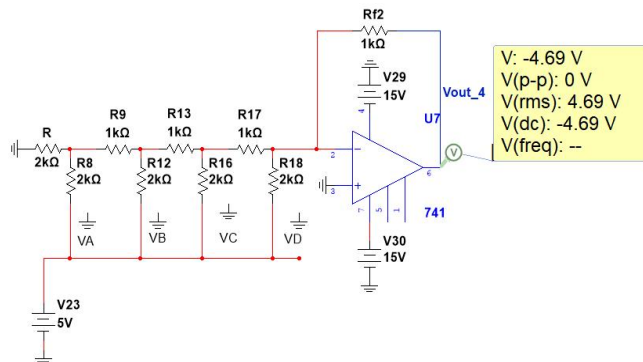 Rf2
1kΩ
V29
15V
Vout_4
U7
V: -4.69 V
V(p-p): 0 V
V(rms): 4.69 V
V(dc): -4.69 V
V(freq): --
R
2kΩ
R9
1kΩ
R13
1kΩ
R17
1kΩ
R8
2kΩ
R12
2kΩ
R16
2kΩ
R18
2kΩ
4
2
3
6
7
5
1
V
741
VA
VB
VC
VD
V30
15V
V23
5V